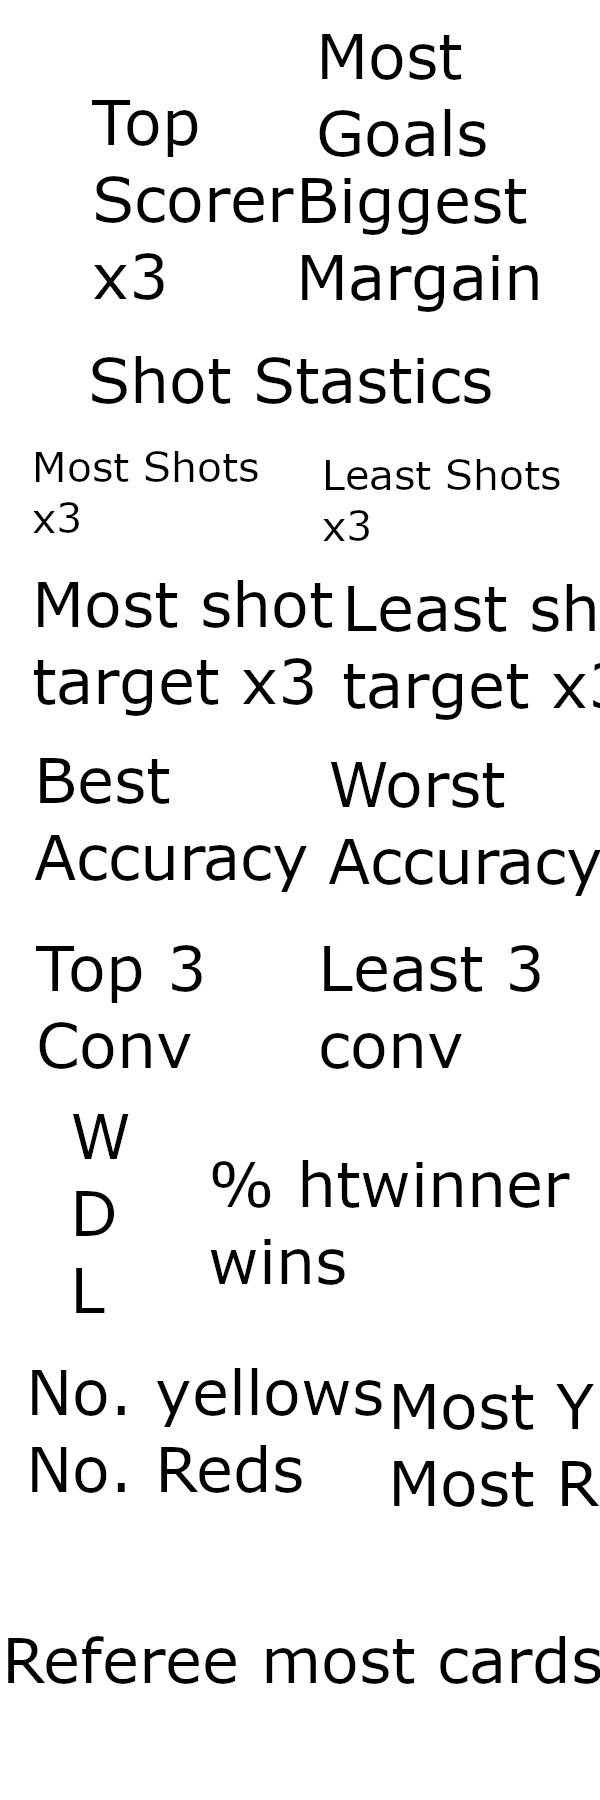 Most
Goals
Top
Scorer
x3
Biggest
Margain
Shot Stastics
Most Shots
x3
Least Shots
x3
Most shot
target x3
Least sh
target x3
Best
Accuracy
Worst
Accuracy
Top 3
Conv
Least 3
conv
W
D
L
% htwinner
wins
No. yellows
No. Reds
Most Y
Most R
Referee most cards